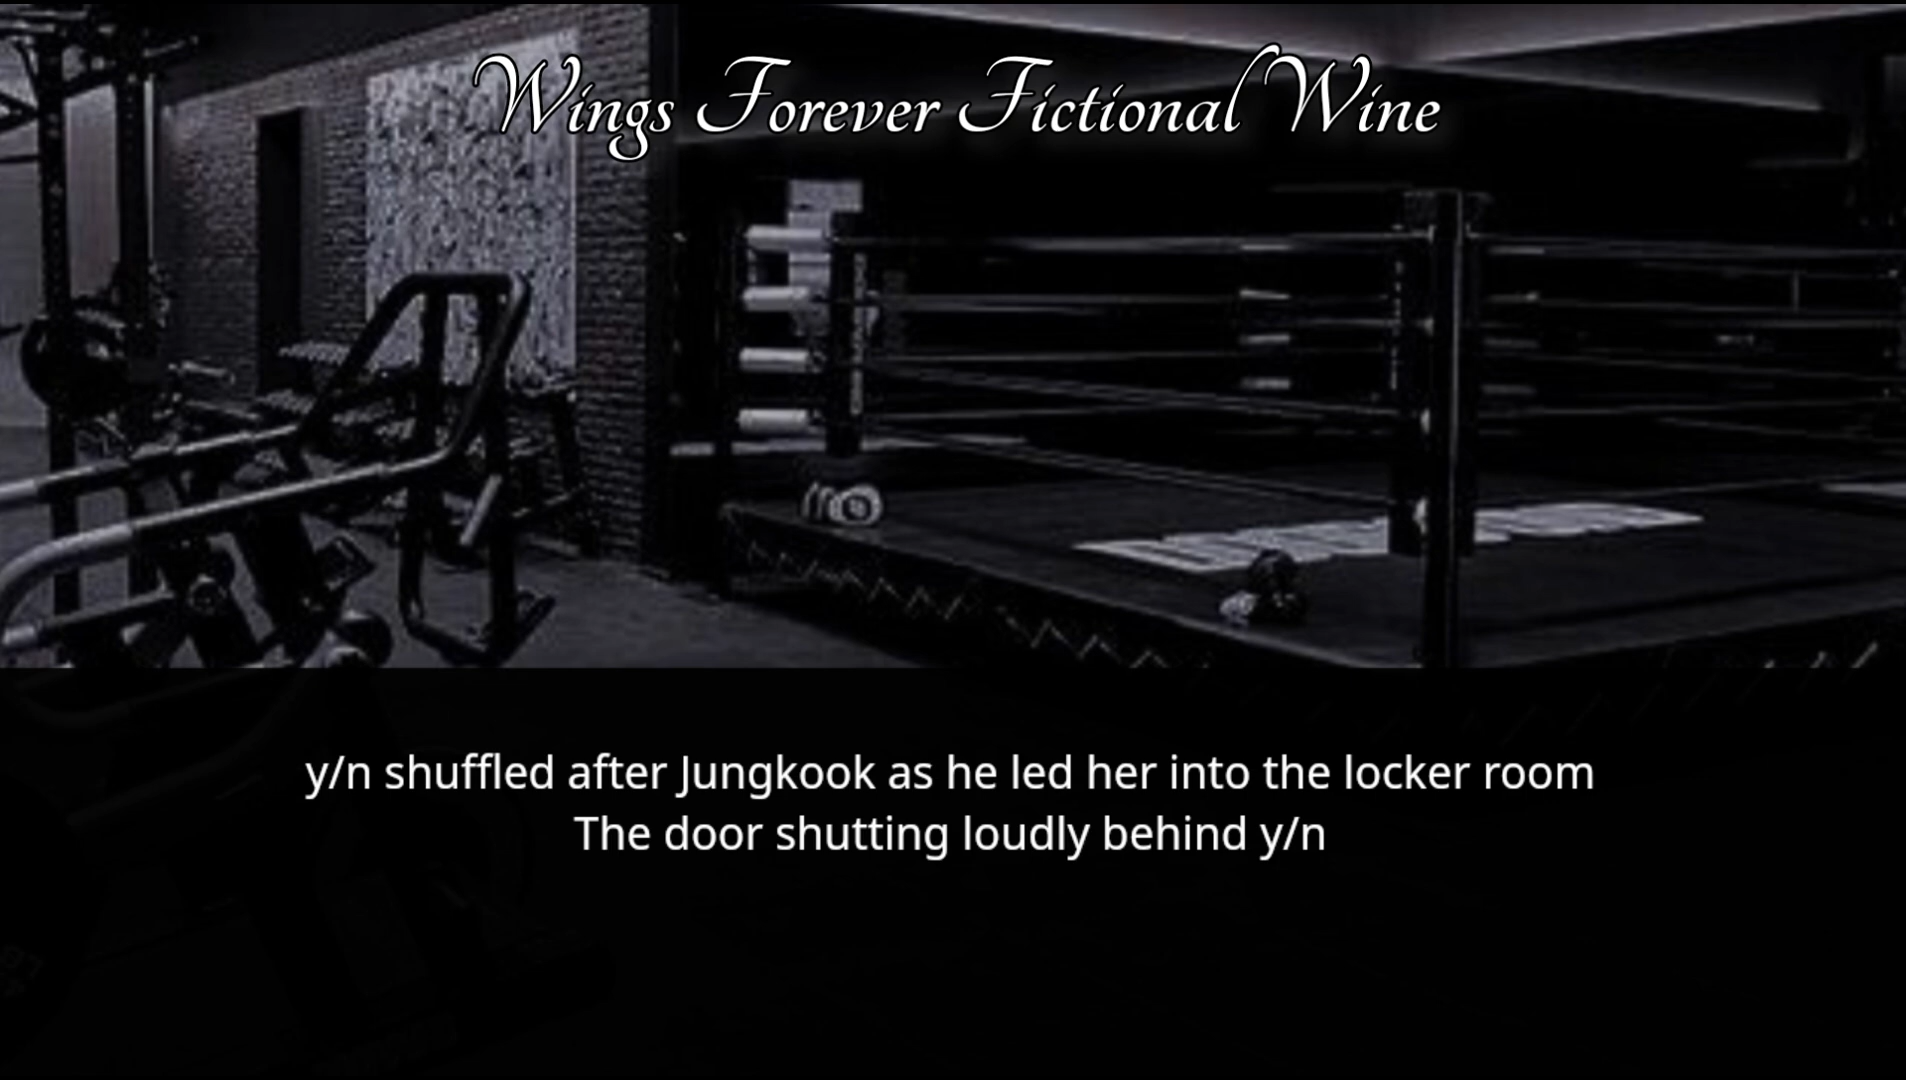 Wings Forever Fictional Wine
y/n shuffled after Jungkook as he led her into the locker room
The door shutting loudly behind y/n